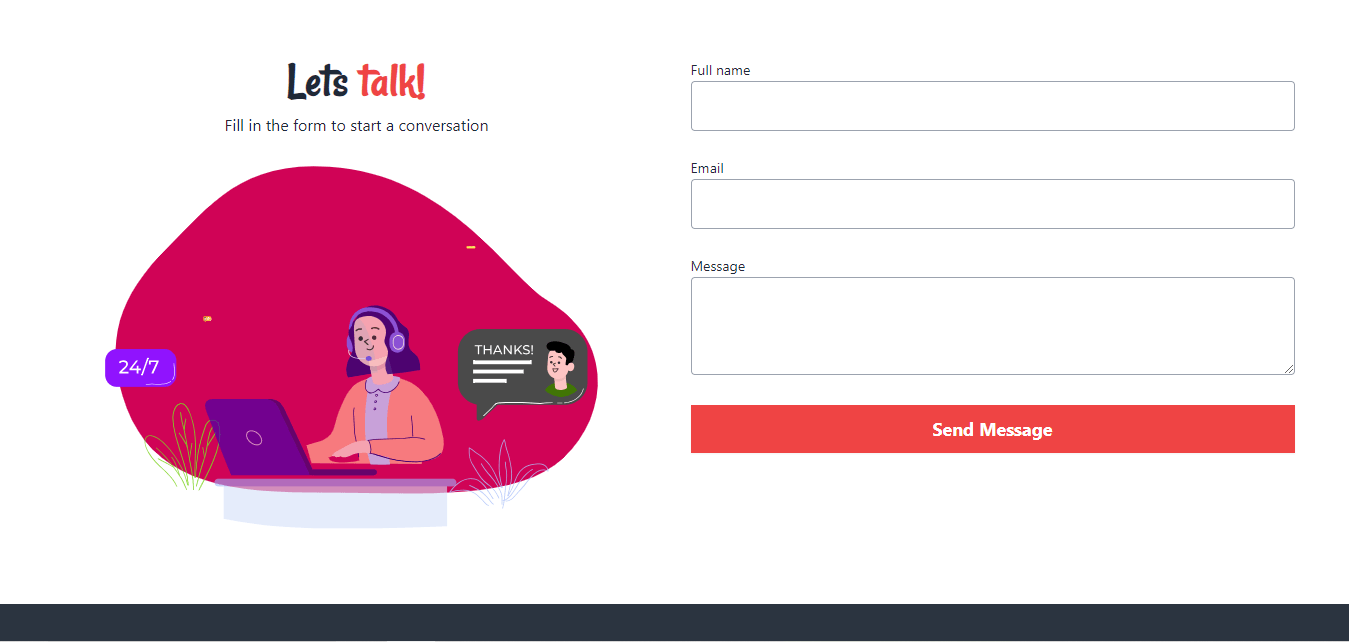 Lets talk!
Fill in the form to start a conversation
24/7
THANKS!
Full name
Email
Message
Send Message